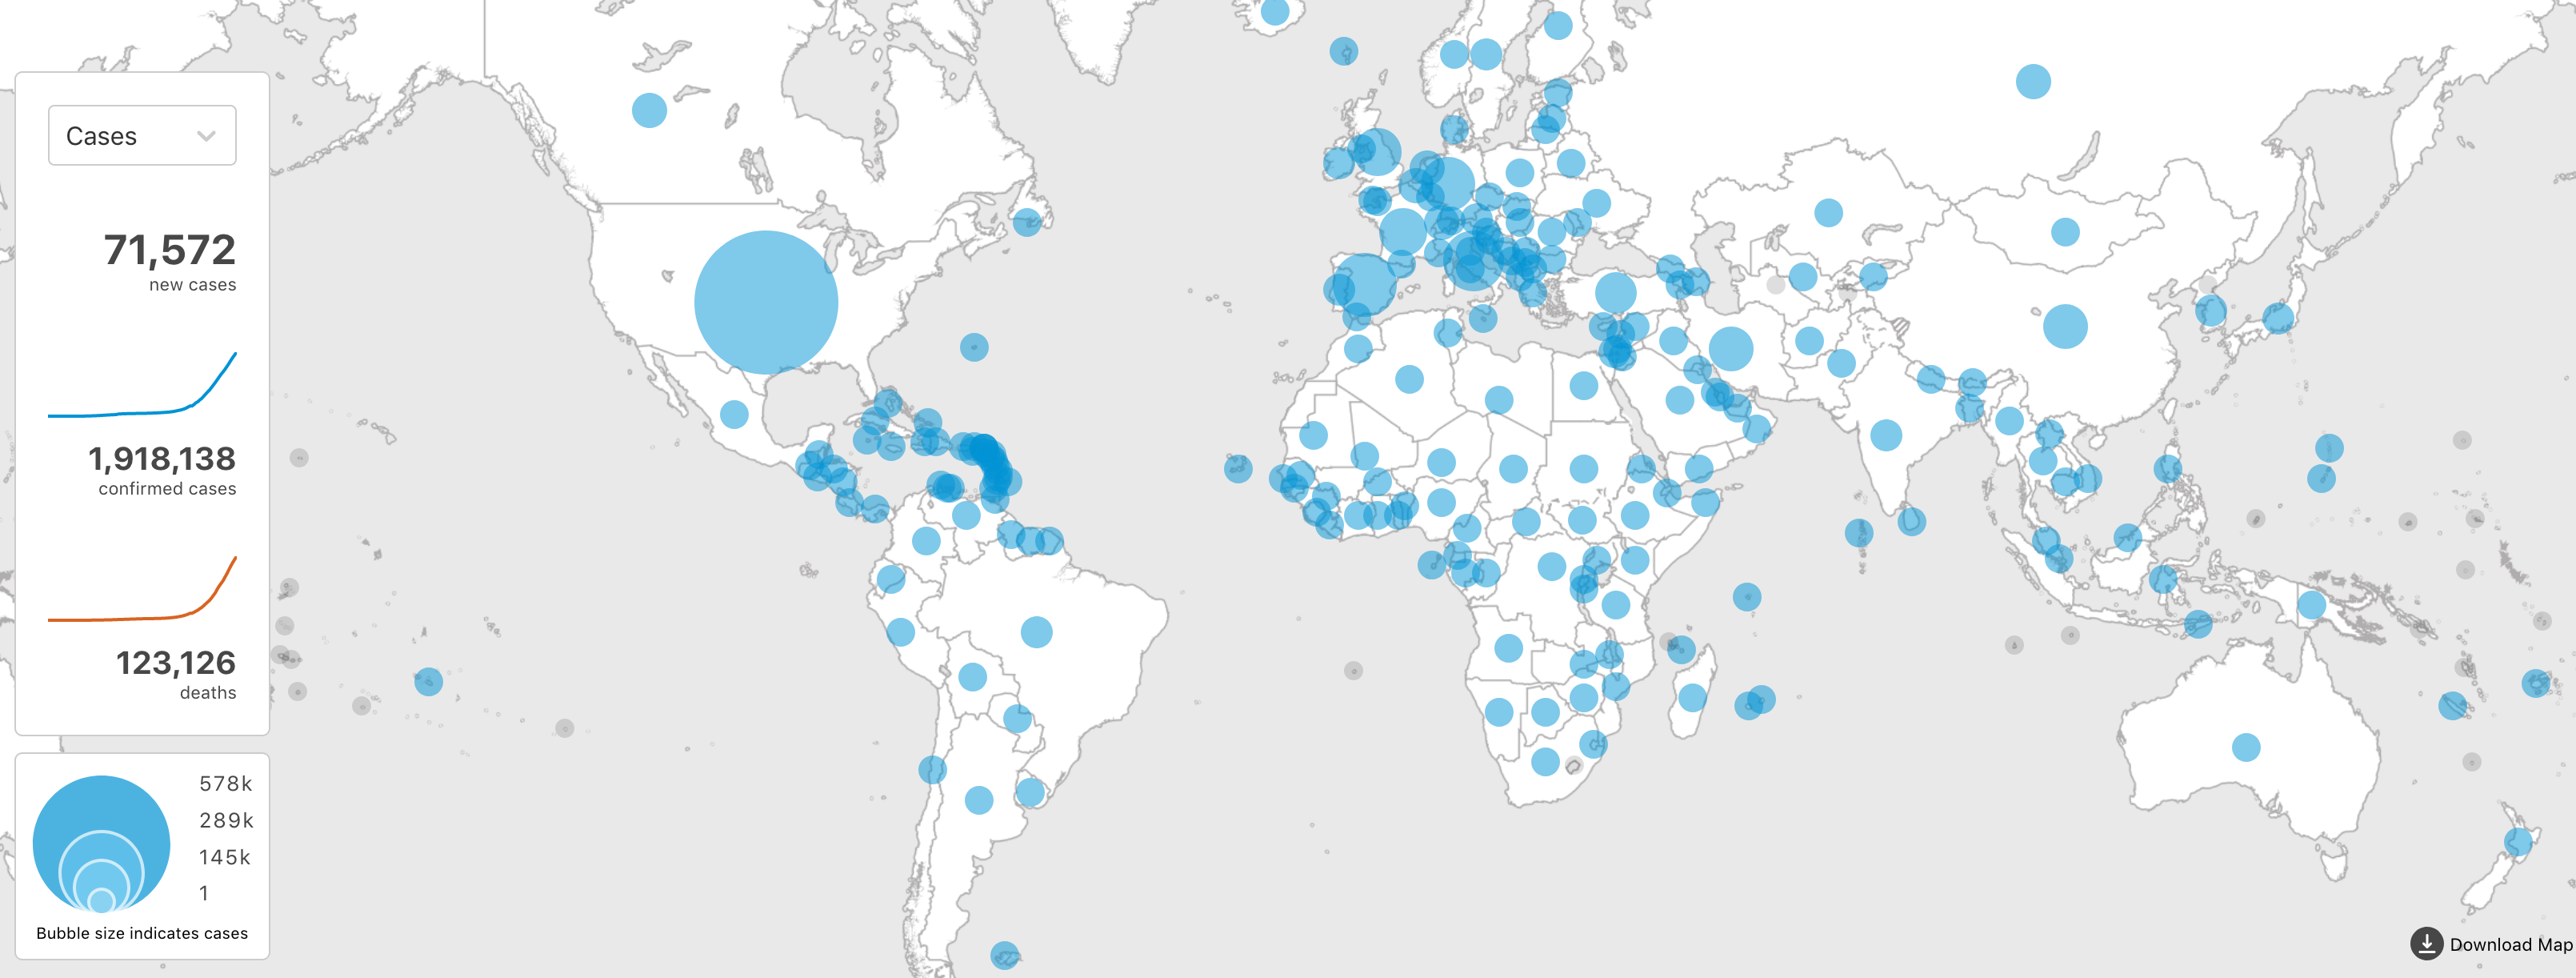 Cases
71,572
new cases
1,918,138
confirmed cases
123,126
deaths
578k
289k
145k
1
Bubble size indicates cases
Download Map